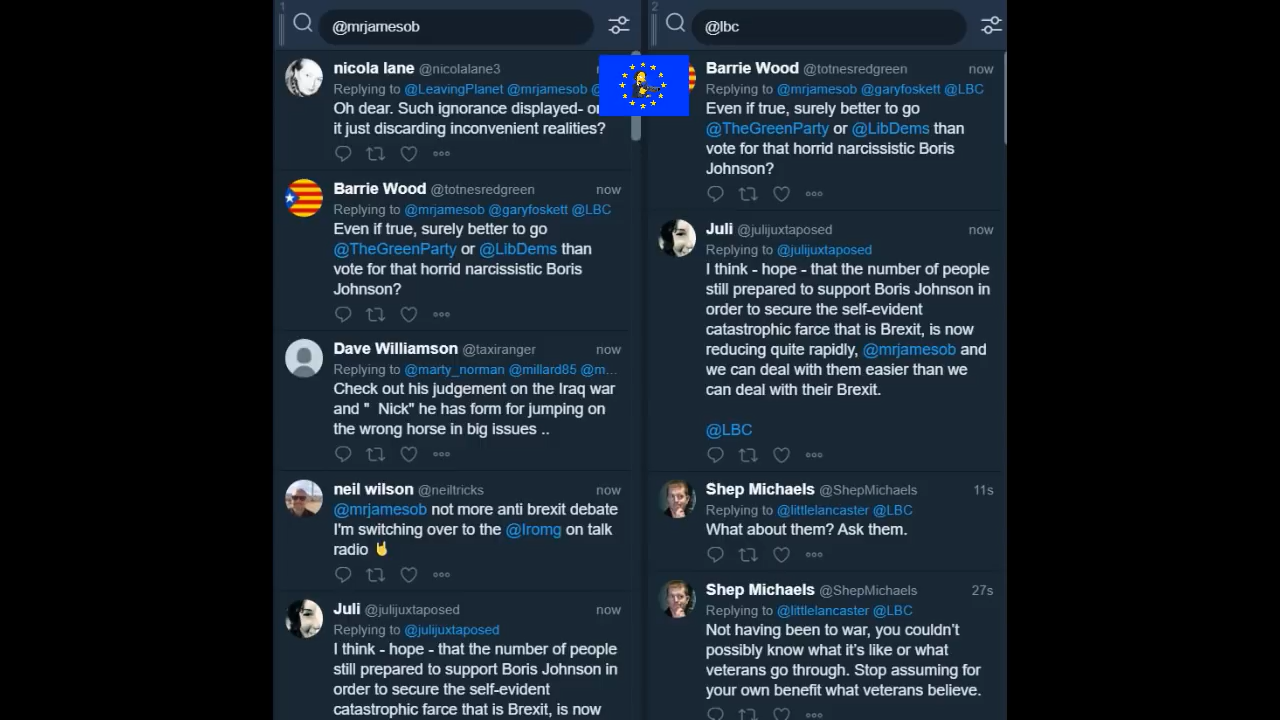 1
@mrjamesob
nicola lane @nicolalane3
Replying to @LeavingPlanet @mrjamesob @
Oh dear. Such ignorance displayed- or
it just discarding inconvenient realities?
Barrie Wood @totnesredgreen now
Replying to @mrjamesob @garyfoskett @LBC
Even if true, surely better to go
@TheGreenParty or @LibDems than
vote for that horrid narcissistic Boris
Johnson?
Dave Williamson @taxiranger now
Replying to @marty_norman @millard85 @m...
Check out his judgement on the Iraq war
and " Nick" he has form for jumping on
the wrong horse in big issues ..
neil wilson @neiltricks now
@mrjamesob not more anti brexit debate
I'm switching over to the @Iromg on talk
radio 🤘
Juli @julijuxtaposed now
Replying to @julijuxtaposed
I think - hope - that the number of people
still prepared to support Boris Johnson in
order to secure the self-evident
catastrophic farce that is Brexit, is now
2
@lbc
Barrie Wood @totnesredgreen now
Replying to @mrjamesob @garyfoskett @LBC
Even if true, surely better to go
@TheGreenParty or @LibDems than
vote for that horrid narcissistic Boris
Johnson?
Juli @julijuxtaposed now
Replying to @julijuxtaposed
I think - hope - that the number of people
still prepared to support Boris Johnson in
order to secure the self-evident
catastrophic farce that is Brexit, is now
reducing quite rapidly, @mrjamesob and
we can deal with them easier than we
can deal with their Brexit.
@LBC
Shep Michaels @ShepMichaels 11s
Replying to @littlelancaster @LBC
What about them? Ask them.
Shep Michaels @ShepMichaels 27s
Replying to @littlelancaster @LBC
Not having been to war, you couldn't
possibly know what it's like or what
veterans go through. Stop assuming for
your own benefit what veterans believe.